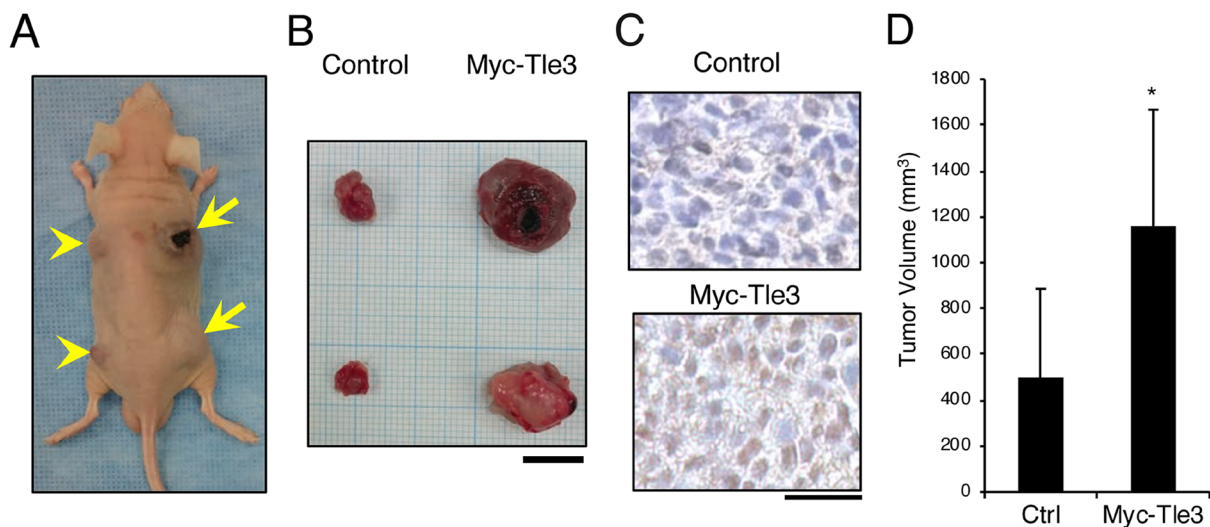 A
B
Control Myc-Tle3
C
Control
Myc-Tle3
D
Tumor Volume (mm³)
1800
1600
1400
1200
1000
800
600
400
200
0
*
Ctrl Myc-Tle3